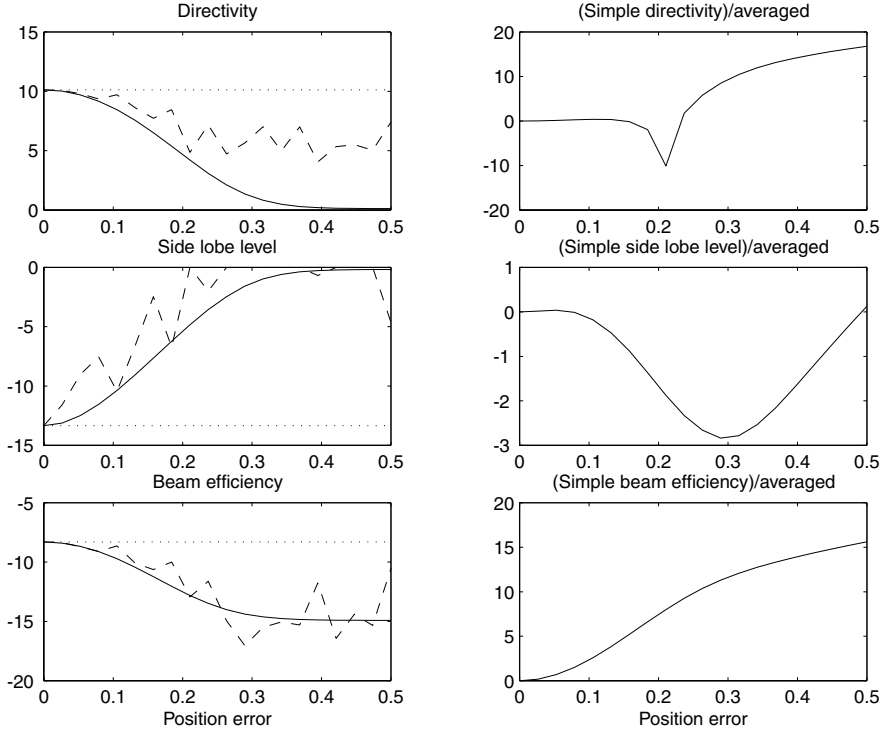 Directivity
15
10
5
0
0 0.1 0.2 0.3 0.4 0.5
(Simple directivity)/averaged
20
10
0
-10
-20
0 0.1 0.2 0.3 0.4 0.5
Side lobe level
0
-5
-10
-15
0 0.1 0.2 0.3 0.4 0.5
(Simple side lobe level)/averaged
1
0
-1
-2
-3
0 0.1 0.2 0.3 0.4 0.5
Beam efficiency
-5
-10
-15
-20
0 0.1 0.2 0.3 0.4 0.5
Position error
(Simple beam efficiency)/averaged
20
15
10
5
0
0 0.1 0.2 0.3 0.4 0.5
Position error